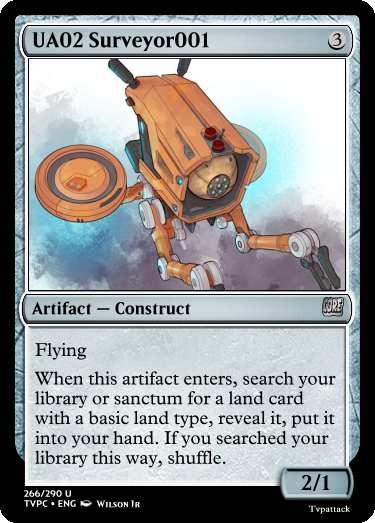 UA02 Surveyor001
3
Artifact — Construct
CORE
Flying
When this artifact enters, search your
library or sanctum for a land card
with a basic land type, reveal it, put it
into your hand. If you searched your
library this way, shuffle.
2/1
266/290 U
TVPC • ENG Wilson Jr
Tvpattack